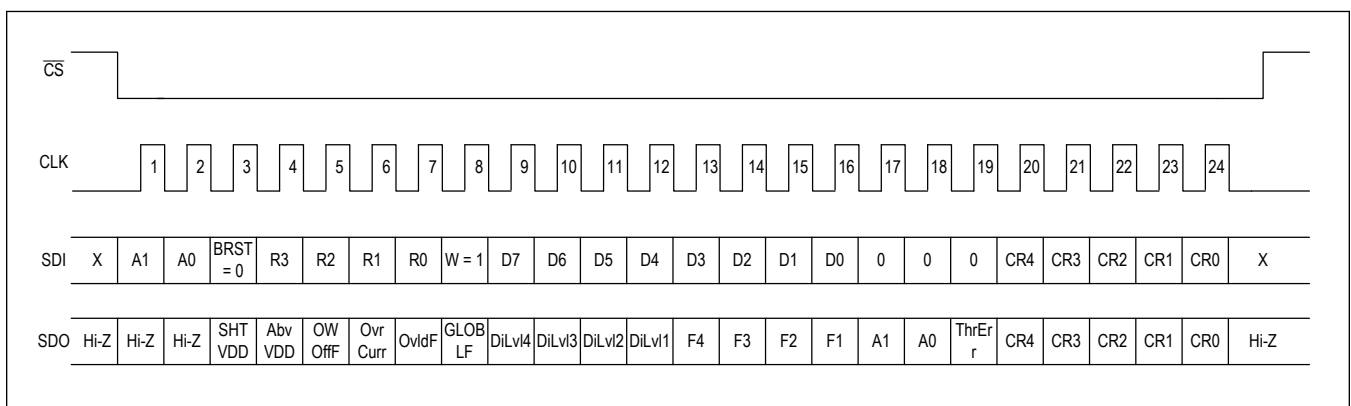 CS
CLK 1 2 3 4 5 6 7 8 9 10 11 12 13 14 15 16 17 18 19 20 21 22 23 24
SDI X A1 A0 BRST = 0 R3 R2 R1 R0 W = 1 D7 D6 D5 D4 D3 D2 D1 D0 0 0 0 CR4 CR3 CR2 CR1 CR0 X
SDO Hi-Z Hi-Z Hi-Z SHT VDD Abv VDD OW OffF Ovr Curr OvldF GLOB LF DiLvl4 DiLvl3 DiLvl2 DiLvl1 F4 F3 F2 F1 A1 A0 ThrEr r CR4 CR3 CR2 CR1 CR0 Hi-Z